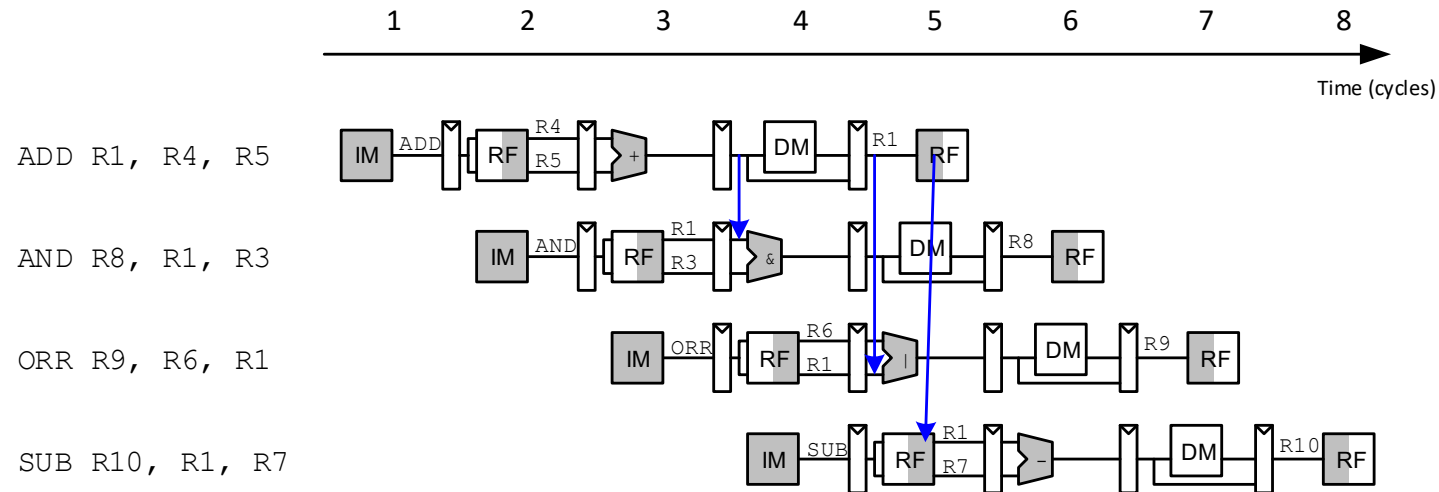 1 2 3 4 5 6 7 8
Time (cycles)
ADD R1, R4, R5 IM ADD RF R4 R5 + DM R1 RF
AND R8, R1, R3 IM AND RF R1 R3 & DM R8 RF
ORR R9, R6, R1 IM ORR RF R6 R1 | DM R9 RF
SUB R10, R1, R7 IM SUB RF R1 R7 - DM R10 RF